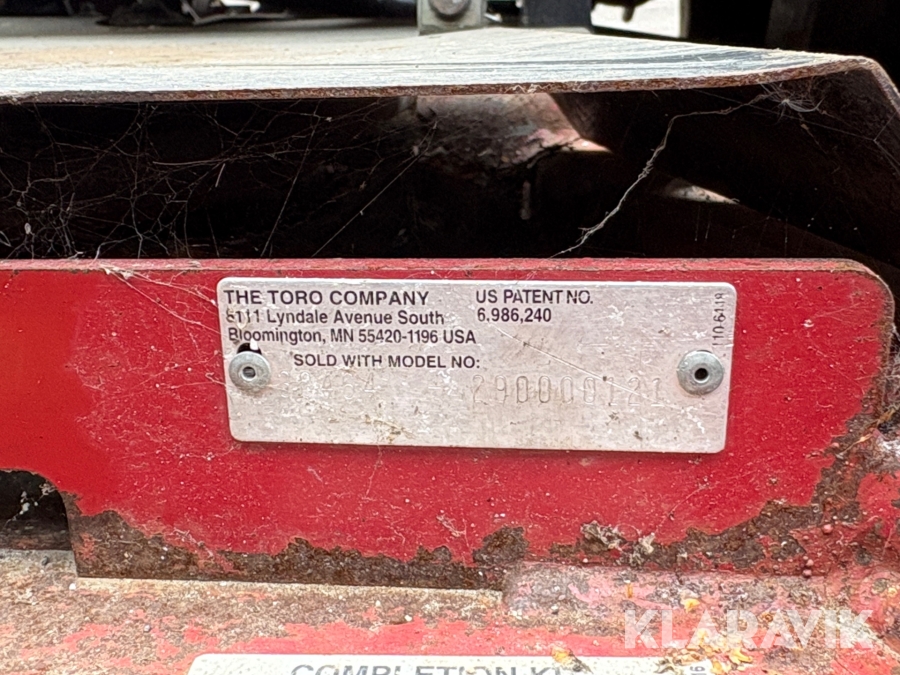 THE TORO COMPANY
8111 Lyndale Avenue South
Bloomington, MN 55420-1196 USA
US PATENT NO.
6,986,240
SOLD WITH MODEL NO:
290000121
110-6118
COMPLETION
KLARAVIK